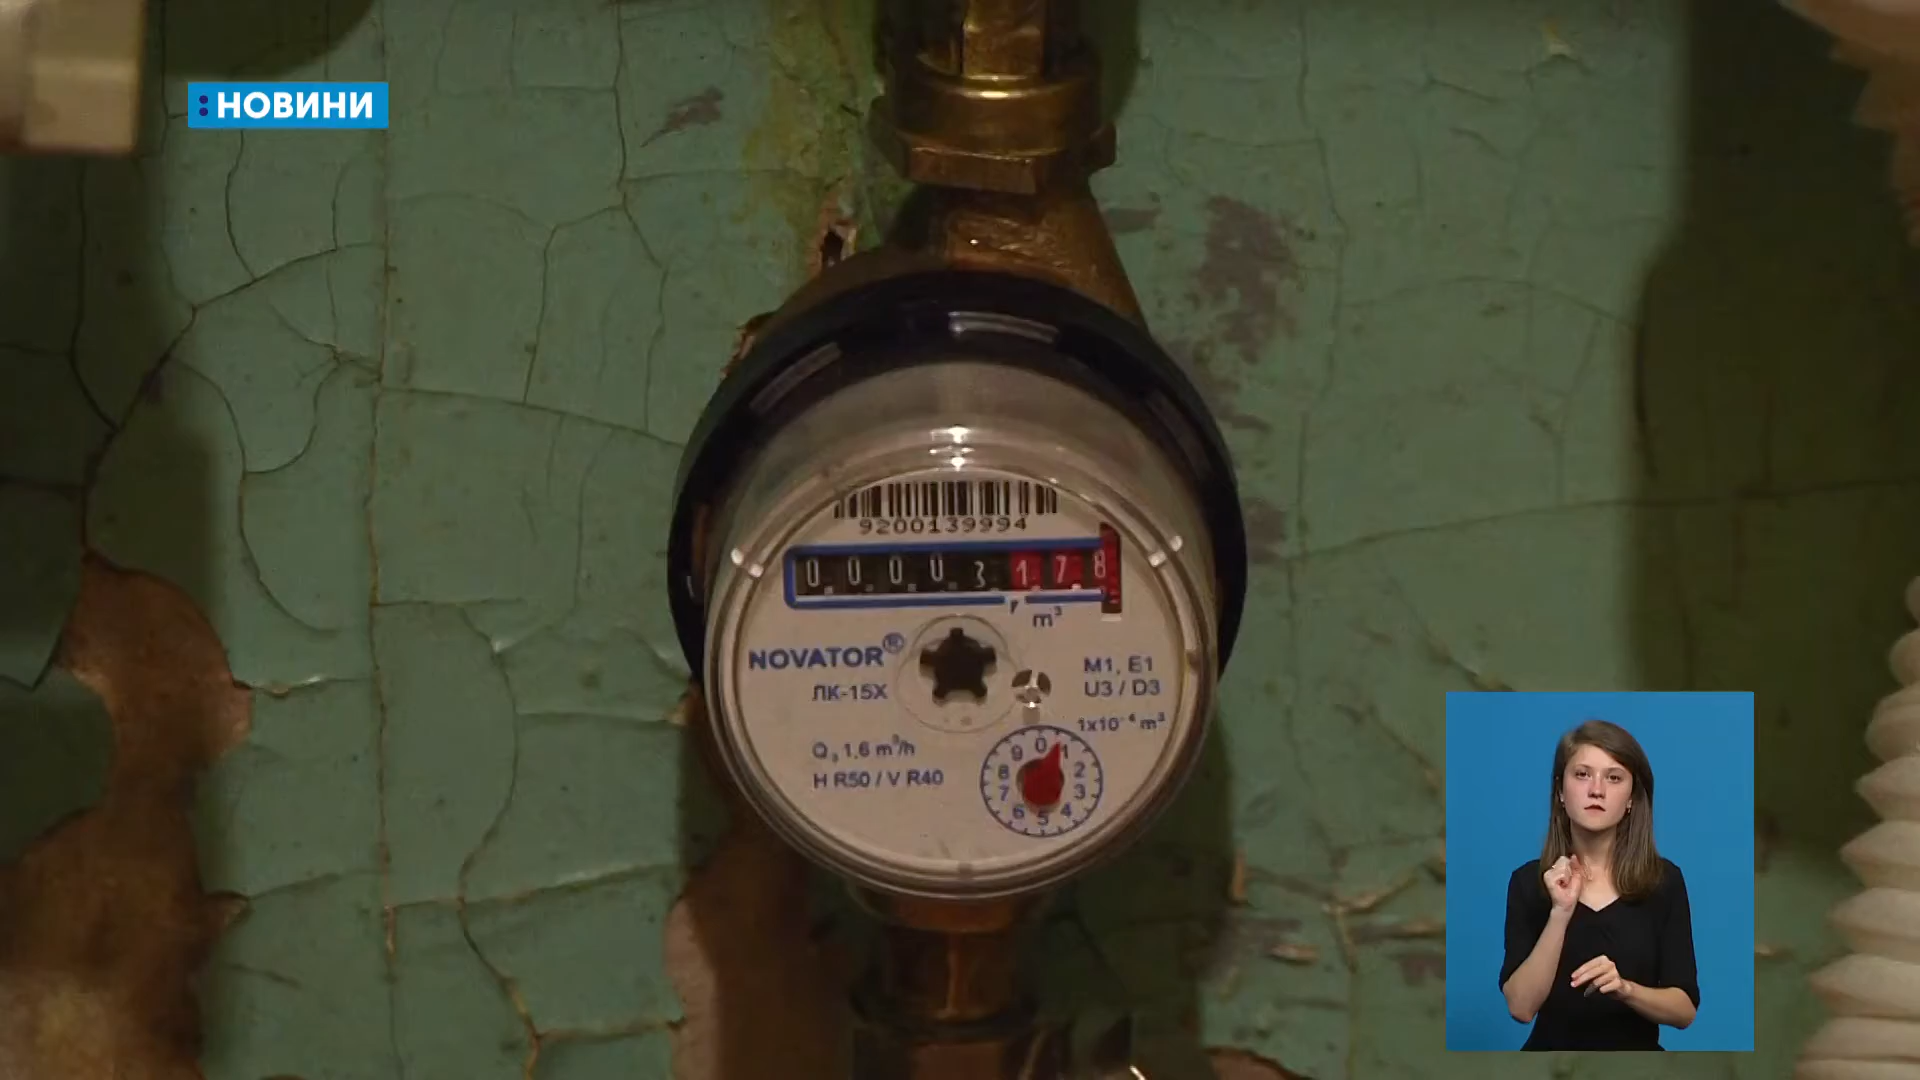 :НОВИНИ
9200139994
0 0 0 0 3 1 7 8
m³
NOVATOR®
ЛК-15Х
M1, E1
U3 / D3
1x10⁻⁴ m³
Q₃ 1,6 m³/h
H R50 / V R40
0 1 2 3 4 5 6 7 8 9